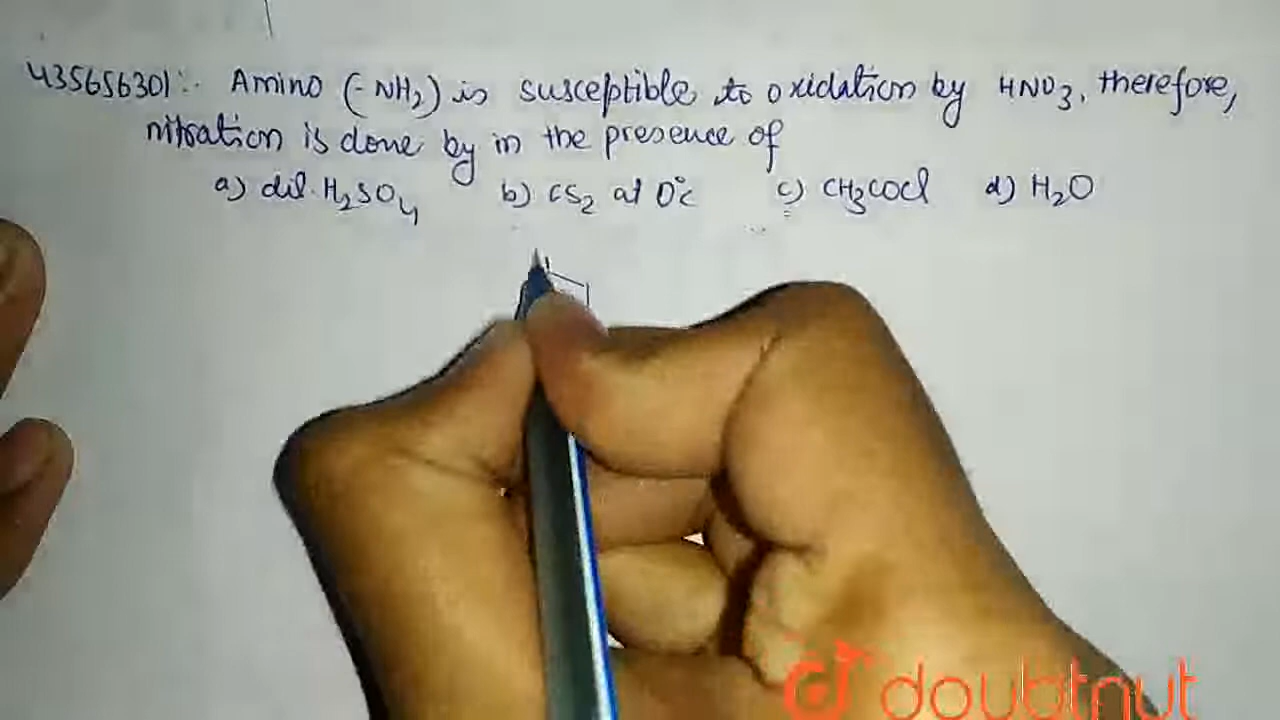 435656301:- Amino (-NH2) is susceptible to oxidation by HNO3, therefore,
nitration is done by in the presence of
a) dil. H2SO4 b) CS2 at 0°C c) CH3COCl d) H2O
doubtnut